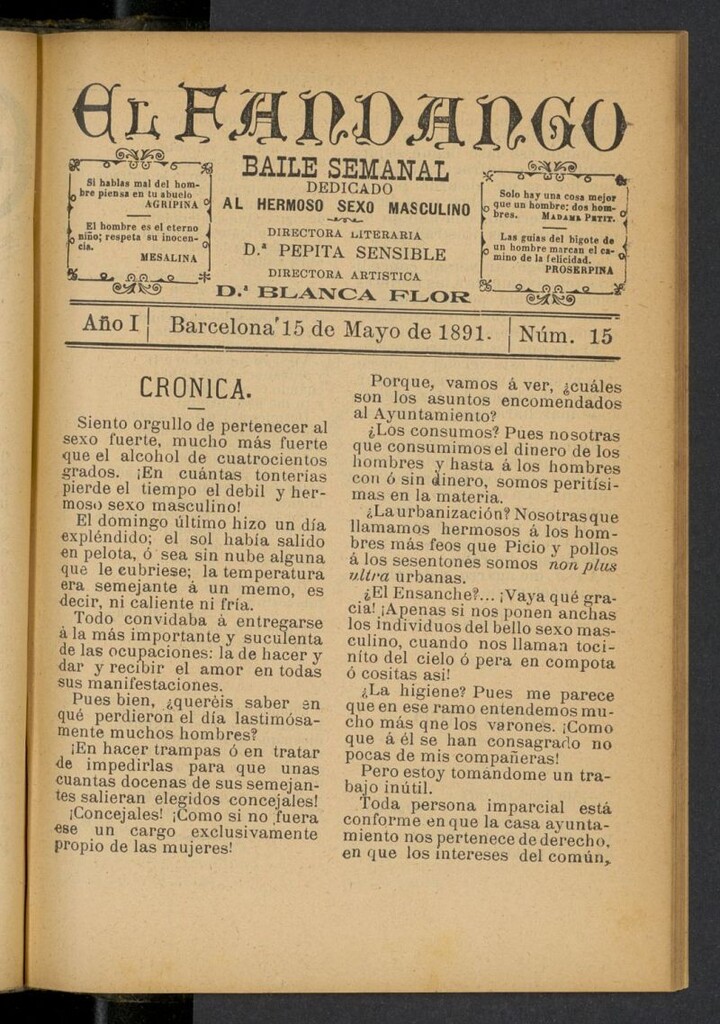 EL FANDANGO
BAILE SEMANAL
DEDICADO
AL HERMOSO SEXO MASCULINO
DIRECTORA LITERARIA
D.ª PEPITA SENSIBLE
DIRECTORA ARTISTICA
D.ª BLANCA FLOR
Si hablas mal del hom-
bre piensa en tu abuelo
AGRIPINA
El hombre es el eterno
niño; respeta su inocen-
cia.
MESALINA
Solo hay una cosa mejor
que un hombre: dos hom-
bres. MADAMA PETIT.
Las guias del bigote de
un hombre marcan el ca-
mino de la felicidad.
PROSERPINA
Año I
Barcelona 15 de Mayo de 1891.
Núm. 15
CRONICA.
Siento orgullo de pertenecer al
sexo fuerte, mucho más fuerte
que el alcohol de cuatrocientos
grados. ¡En cuántas tonterias
pierde el tiempo el debil y her-
moso sexo masculino!
El domingo último hizo un día
expléndido; el sol había salido
en pelota, ó sea sin nube alguna
que le cubriese; la temperatura
era semejante á un memo, es
decir, ni caliente ni fría.
Todo convidaba á entregarse
á la más importante y suculenta
de las ocupaciones: la de hacer y
dar y recibir el amor en todas
sus manifestaciones.
Pues bien, ¿queréis saber en
qué perdieron el día lastimósa-
mente muchos hombres?
¡En hacer trampas ó en tratar
de impedirlas para que unas
cuantas docenas de sus semejan-
tes salieran elegidos concejales!
¡Concejales! ¡Como si no fuera
ese un cargo exclusivamente
propio de las mujeres!
Porque, vamos á ver, ¿cuáles
son los asuntos encomendados
al Ayuntamiento?
¿Los consumos? Pues nosotras
que consumimos el dinero de los
hombres y hasta á los hombres
con ó sin dinero, somos peritísi-
mas en la materia.
¿La urbanización? Nosotras que
llamamos hermosos á los hom-
bres más feos que Picio y pollos
á los sesentones somos non plus
ultra urbanas.
¿El Ensanche?... ¡Vaya qué gra-
cia! ¡Apenas si nos ponen anchas
los individuos del bello sexo mas-
culino, cuando nos llaman toci-
nito del cielo ó pera en compota
ó cositas asi!
¿La higiene? Pues me parece
que en ese ramo entendemos mu-
cho más qne los varones. ¡Como
que á él se han consagrado no
pocas de mis compañeras!
Pero estoy tomándome un tra-
bajo inútil.
Toda persona imparcial está
conforme en que la casa ayunta-
miento nos pertenece de derecho,
en que los intereses del común,